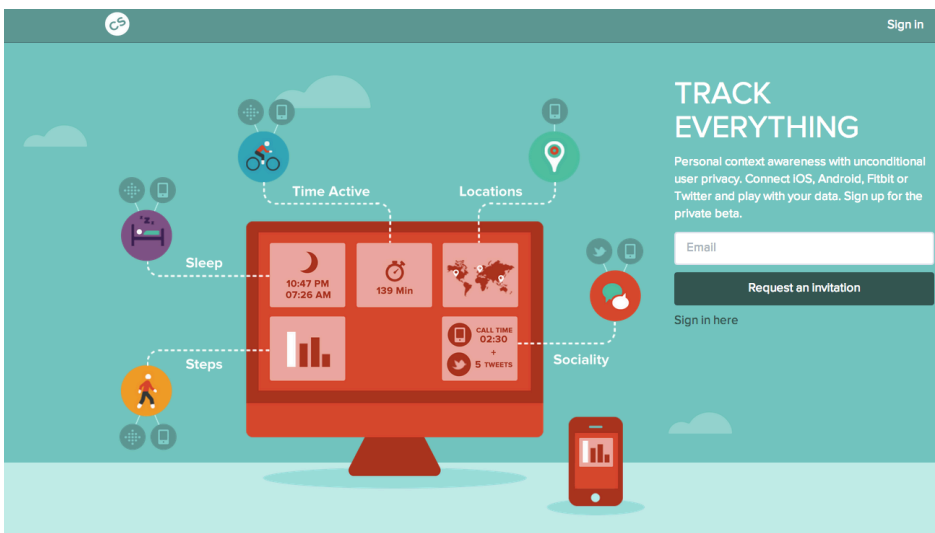 CS
Sign in
TRACK
EVERYTHING
Personal context awareness with unconditional
user privacy. Connect iOS, Android, Fitbit or
Twitter and play with your data. Sign up for the
private beta.
Email
Request an invitation
Sign in here
Time Active
Locations
Sleep
10:47 PM
07:26 AM
139 Min
Steps
CALL TIME
02:30
+
5 TWEETS
Sociality
'z,